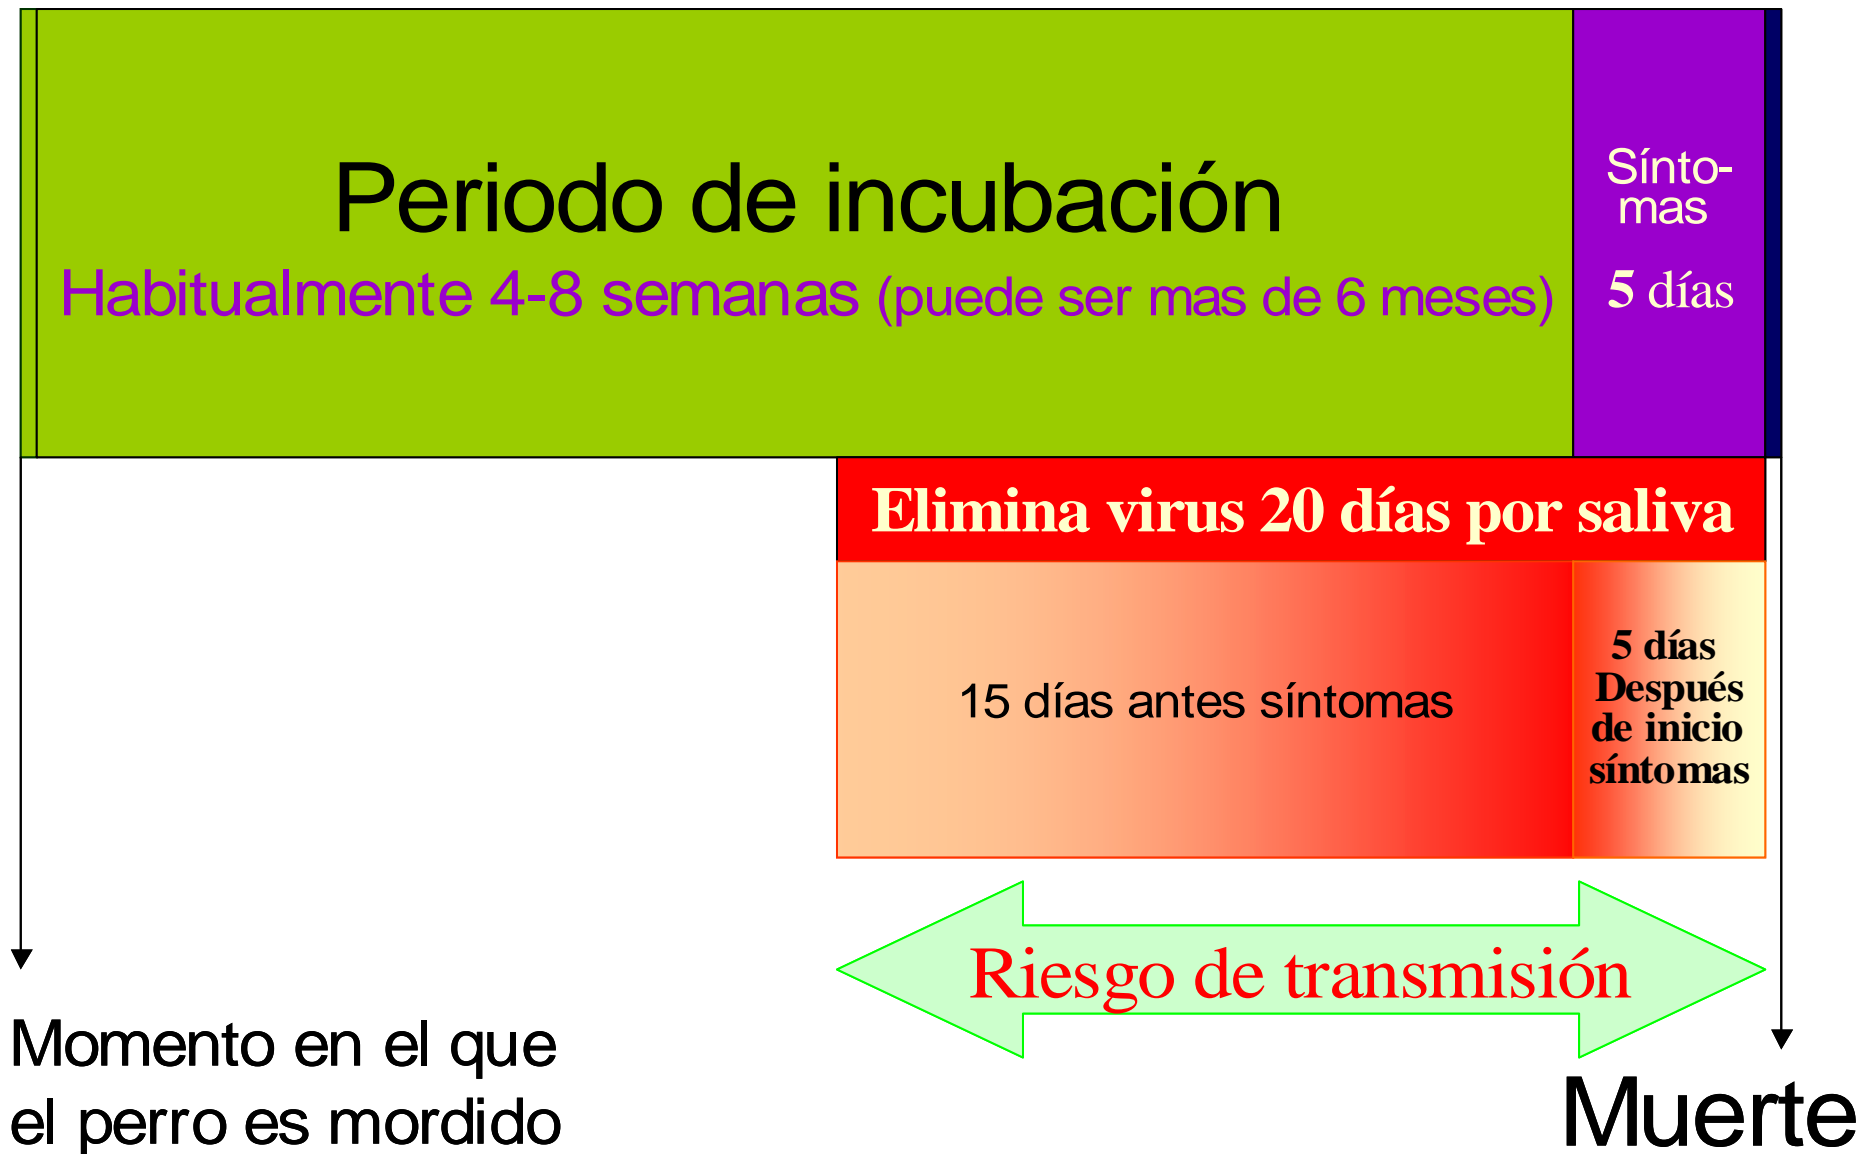 Periodo de incubación
Habitualmente 4-8 semanas (puede ser mas de 6 meses)
Sínto-
mas
5 días
Elimina virus 20 días por saliva
15 días antes síntomas
5 días
Después
de inicio
síntomas
Riesgo de transmisión
Momento en el que
el perro es mordido
Muerte